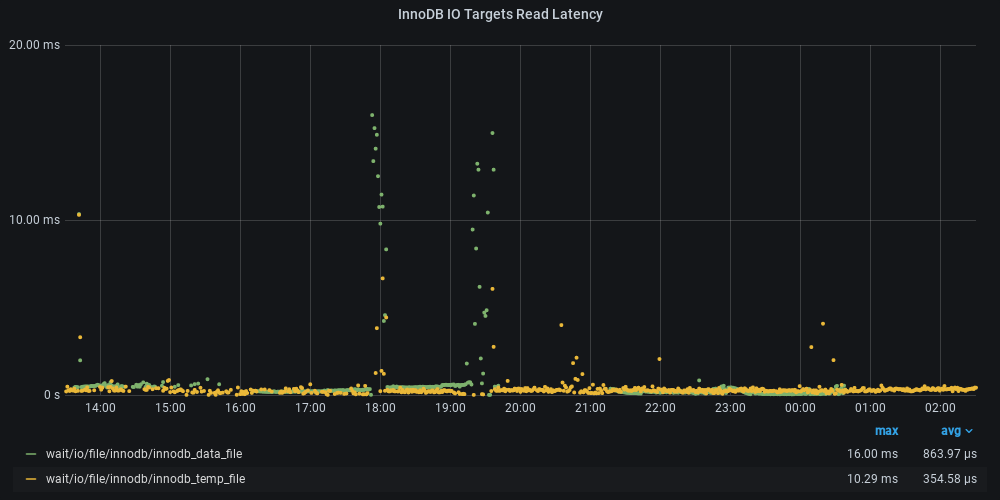 InnoDB IO Targets Read Latency
20.00 ms
10.00 ms
0 s
14:00 15:00 16:00 17:00 18:00 19:00 20:00 21:00 22:00 23:00 00:00 01:00 02:00
max avg
wait/io/file/innodb/innodb_data_file 16.00 ms 863.97 µs
wait/io/file/innodb/innodb_temp_file 10.29 ms 354.58 µs